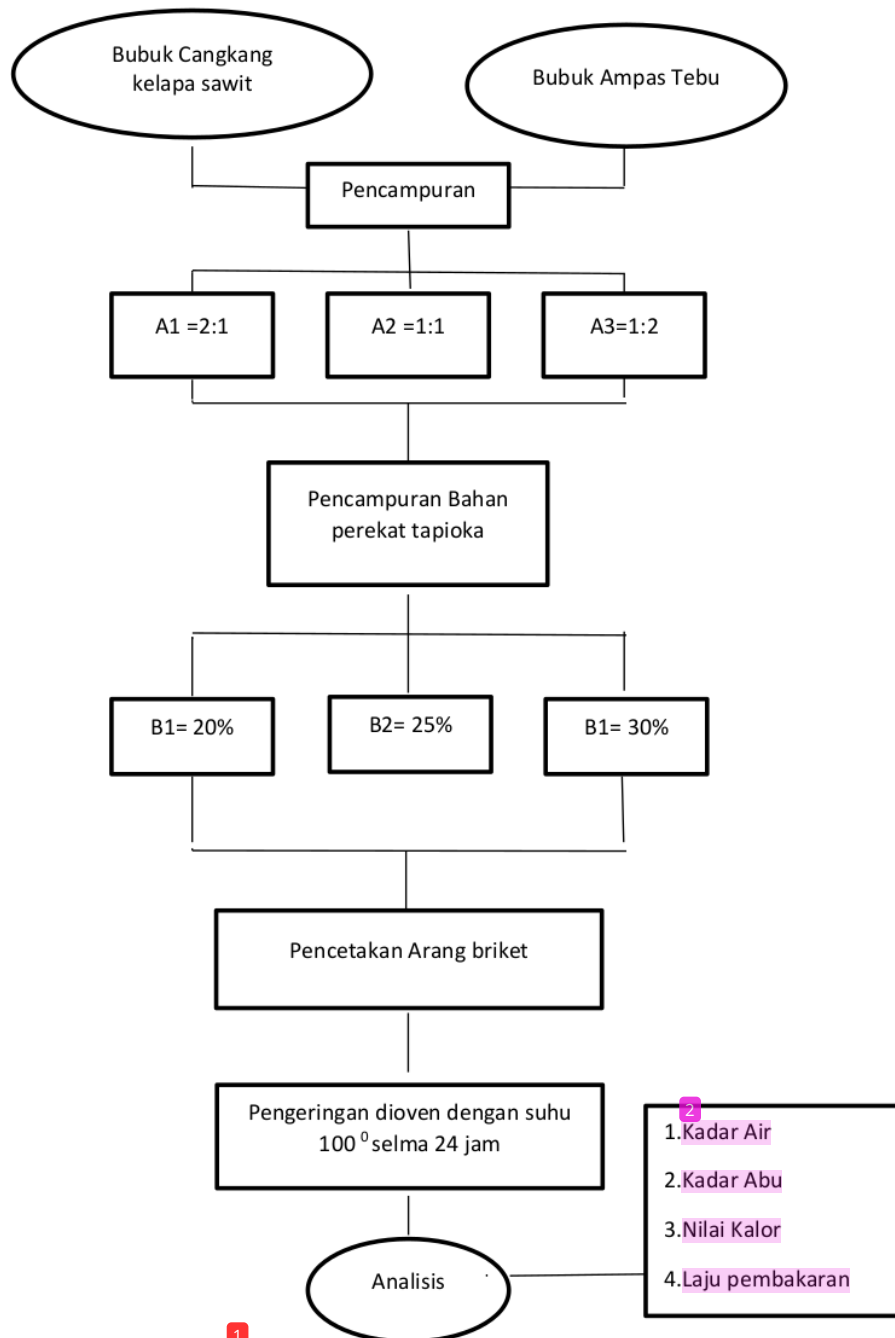 Bubuk Cangkang
kelapa sawit
Bubuk Ampas Tebu
Pencampuran
A1 =2:1
A2 =1:1
A3=1:2
Pencampuran Bahan
perekat tapioka
B1= 20%
B2= 25%
B1= 30%
Pencetakan Arang briket
Pengeringan dioven dengan suhu
100 ⁰ selma 24 jam
2
1.Kadar Air
2.Kadar Abu
3.Nilai Kalor
4.Laju pembakaran
Analisis
1